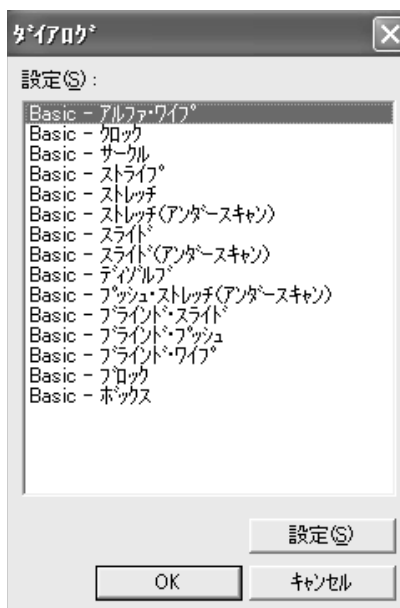 ﾀﾞｲｱﾛｸﾞ
設定(S) :
Basic - ｱﾙﾌｧ･ﾜｲﾌﾟ
Basic - ｸﾛｯｸ
Basic - ｻｰｸﾙ
Basic - ｽﾄﾗｲﾌﾟ
Basic - ｽﾄﾚｯﾁ
Basic - ｽﾄﾚｯﾁ(ｱﾝﾀﾞｰｽｷｬﾝ)
Basic - ｽﾗｲﾄﾞ
Basic - ｽﾗｲﾄﾞ(ｱﾝﾀﾞｰｽｷｬﾝ)
Basic - ﾃﾞｨｿﾞﾙﾌﾞ
Basic - ﾌﾟｯｼｭ･ｽﾄﾚｯﾁ(ｱﾝﾀﾞｰｽｷｬﾝ)
Basic - ﾌﾞﾗｲﾝﾄﾞ･ｽﾗｲﾄﾞ
Basic - ﾌﾞﾗｲﾝﾄﾞ･ﾌﾟｯｼｭ
Basic - ﾌﾞﾗｲﾝﾄﾞ･ﾜｲﾌﾟ
Basic - ﾌﾞﾛｯｸ
Basic - ﾎﾞｯｸｽ
設定(S)
OK
ｷｬﾝｾﾙ